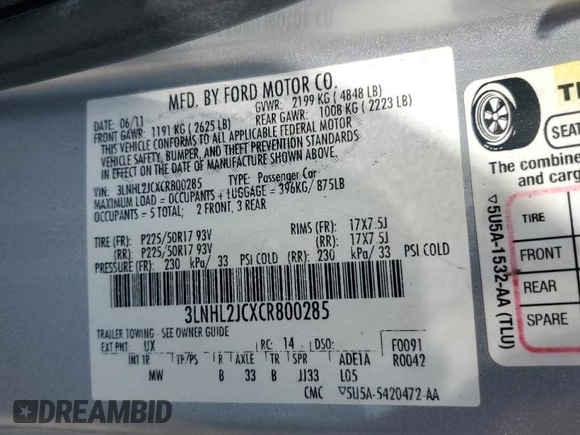 MFD. BY FORD MOTOR CO.
DATE: 06/11 GVWR: 2199 KG ( 4848 LB)
FRONT GAWR: 1191 KG ( 2625 LB) REAR GAWR: 1008 KG ( 2223 LB)
THIS VEHICLE CONFORMS TO ALL APPLICABLE FEDERAL MOTOR
VEHICLE SAFETY, BUMPER, AND THEFT PREVENTION STANDARDS
IN EFFECT ON THE DATE OF MANUFACTURE SHOWN ABOVE.
VIN: 3LNHL2JCXCR800285 TYPE: Passenger Car
MAXIMUM LOAD = OCCUPANTS + LUGGAGE = 396KG/ 875LB
OCCUPANTS = 5 TOTAL; 2 FRONT, 3 REAR
TIRE (FR): P225/50R17 93V RIMS (FR): 17X7.5J
(RR): P225/50R17 93V (RR): 17X7.5J
PRESSURE (FR): 230 kPa/ 33 PSI COLD (RR): 230 kPa/ 33 PSI COLD
3LNHL2JCXCR800285
TRAILER TOWING - SEE OWNER GUIDE
EXT PNT: UX RC: 14 DSO: F0091
INT TR TP/PS R AXLE TR SPR ADE1A R0042
MW B 33 B JJ33 L05
CMC ▽5U5A-5420472-AA
SEAT
The combine
and carg
TIRE
FRONT
REAR
SPARE
▽5U5A-1532-AA (TLU)
DREAMBID